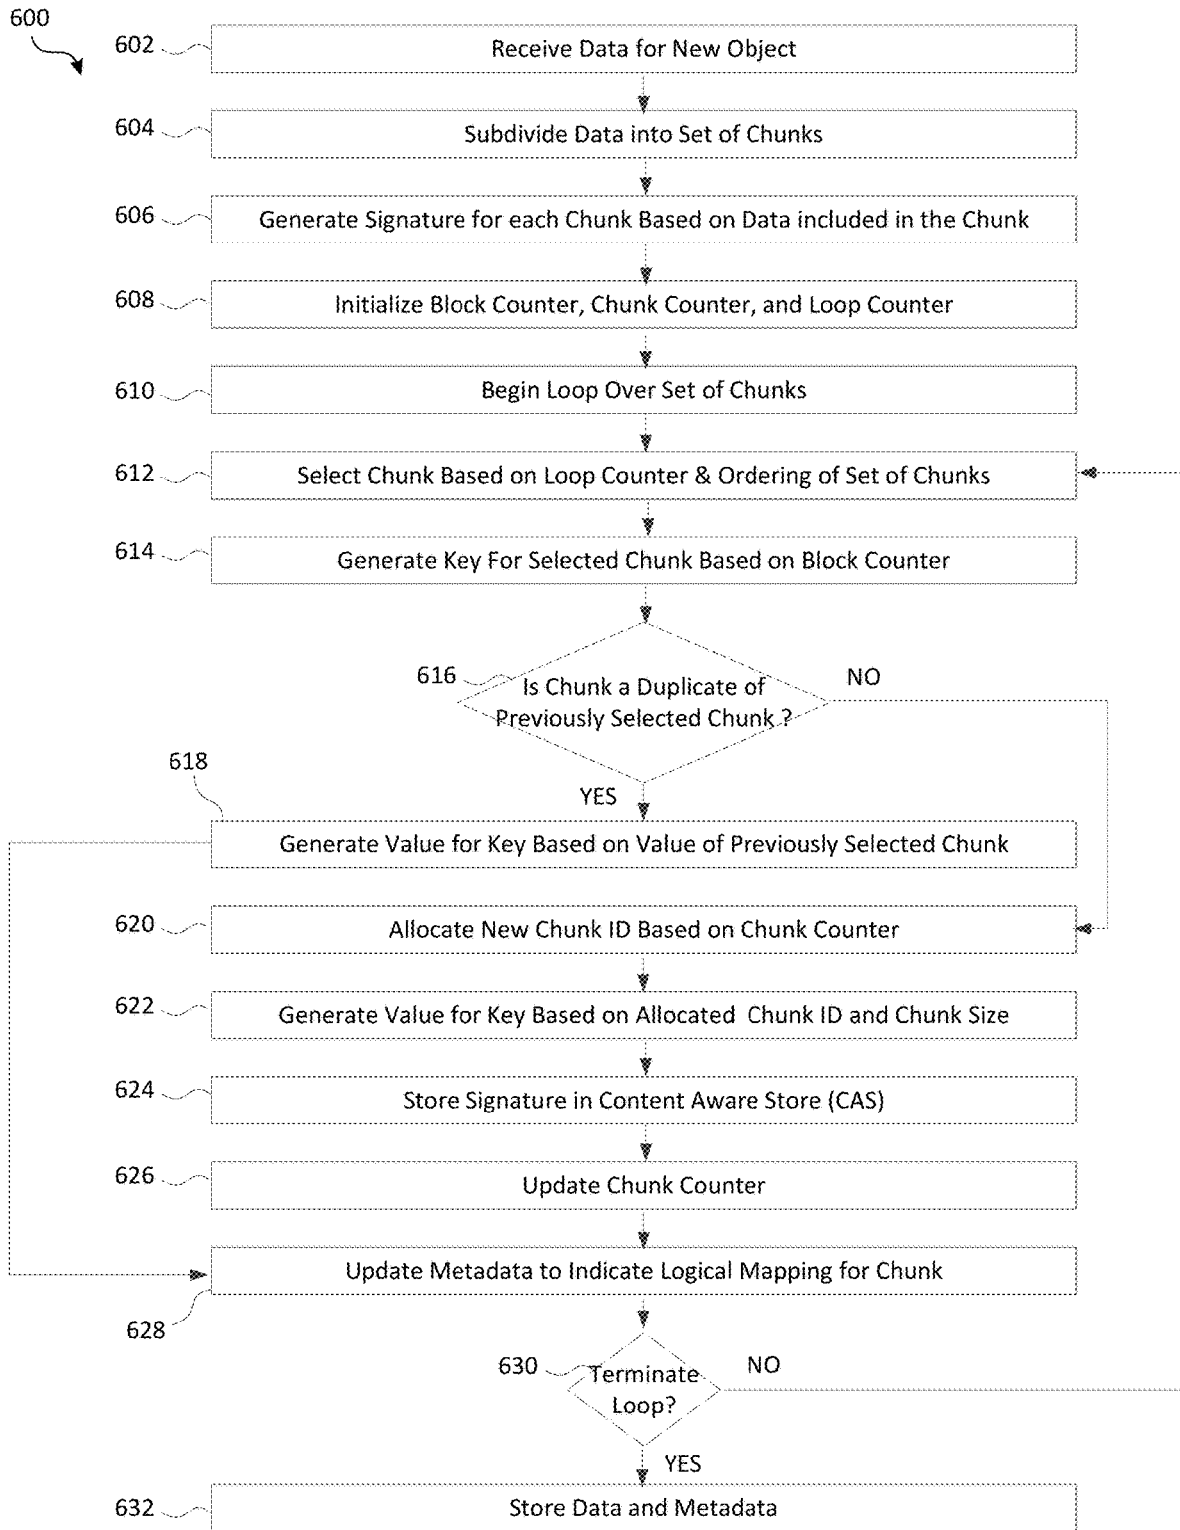 600
602
Receive Data for New Object
604
Subdivide Data into Set of Chunks
606
Generate Signature for each Chunk Based on Data included in the Chunk
608
Initialize Block Counter, Chunk Counter, and Loop Counter
610
Begin Loop Over Set of Chunks
612
Select Chunk Based on Loop Counter & Ordering of Set of Chunks
614
Generate Key For Selected Chunk Based on Block Counter
616
Is Chunk a Duplicate of
Previously Selected Chunk ?
NO
618
YES
Generate Value for Key Based on Value of Previously Selected Chunk
620
Allocate New Chunk ID Based on Chunk Counter
622
Generate Value for Key Based on Allocated Chunk ID and Chunk Size
624
Store Signature in Content Aware Store (CAS)
626
Update Chunk Counter
Update Metadata to Indicate Logical Mapping for Chunk
628
630
Terminate
Loop?
NO
YES
632
Store Data and Metadata